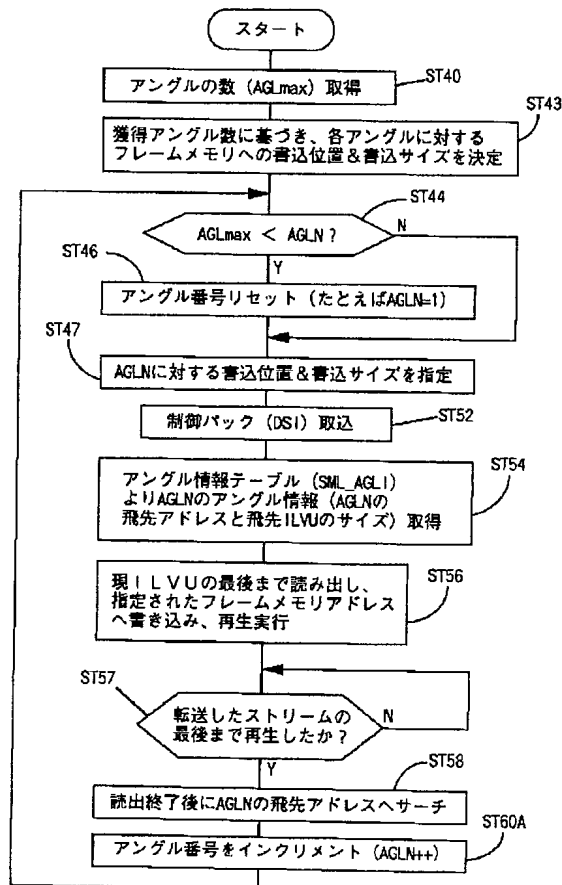 スタート
アングルの数 (AGLmax) 取得
ST40
獲得アングル数に基づき、各アングルに対する
フレームメモリへの書込位置&書込サイズを決定
ST43
AGLmax < AGLN ?
ST44
N
Y
ST46
アングル番号リセット (たとえばAGLN=1)
ST47
AGLNに対する書込位置&書込サイズを指定
制御パック (DSI) 取込
ST52
アングル情報テーブル (SML_AGLI)
よりAGLNのアングル情報 (AGLNの
飛先アドレスと飛先ILVUのサイズ) 取得
ST54
現ILVUの最後まで読み出し、
指定されたフレームメモリアドレス
へ書き込み、再生実行
ST56
ST57
転送したストリームの
最後まで再生したか?
N
Y
ST58
読出終了後にAGLNの飛先アドレスへサーチ
ST60A
アングル番号をインクリメント (AGLN++)